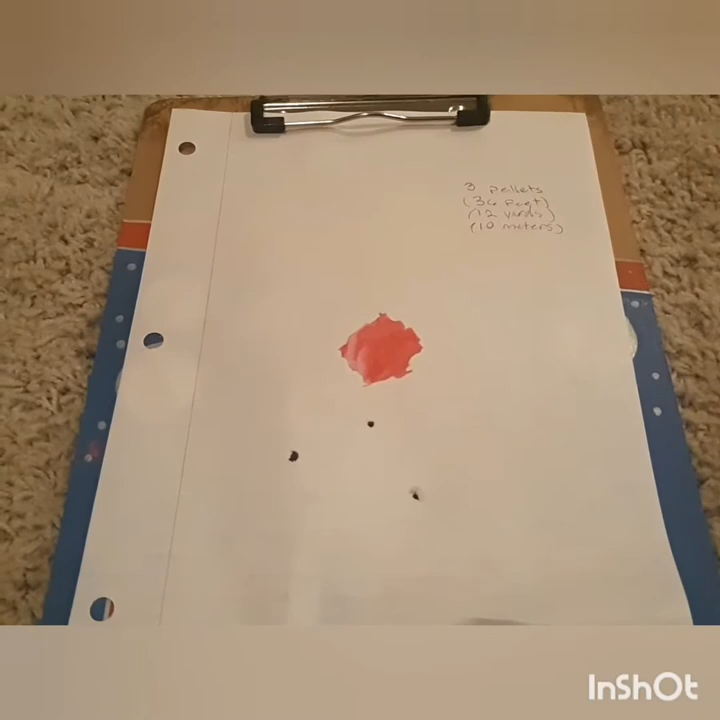 3 pellets
(36 feet)
(12 yards)
(10 meters)
InShOt